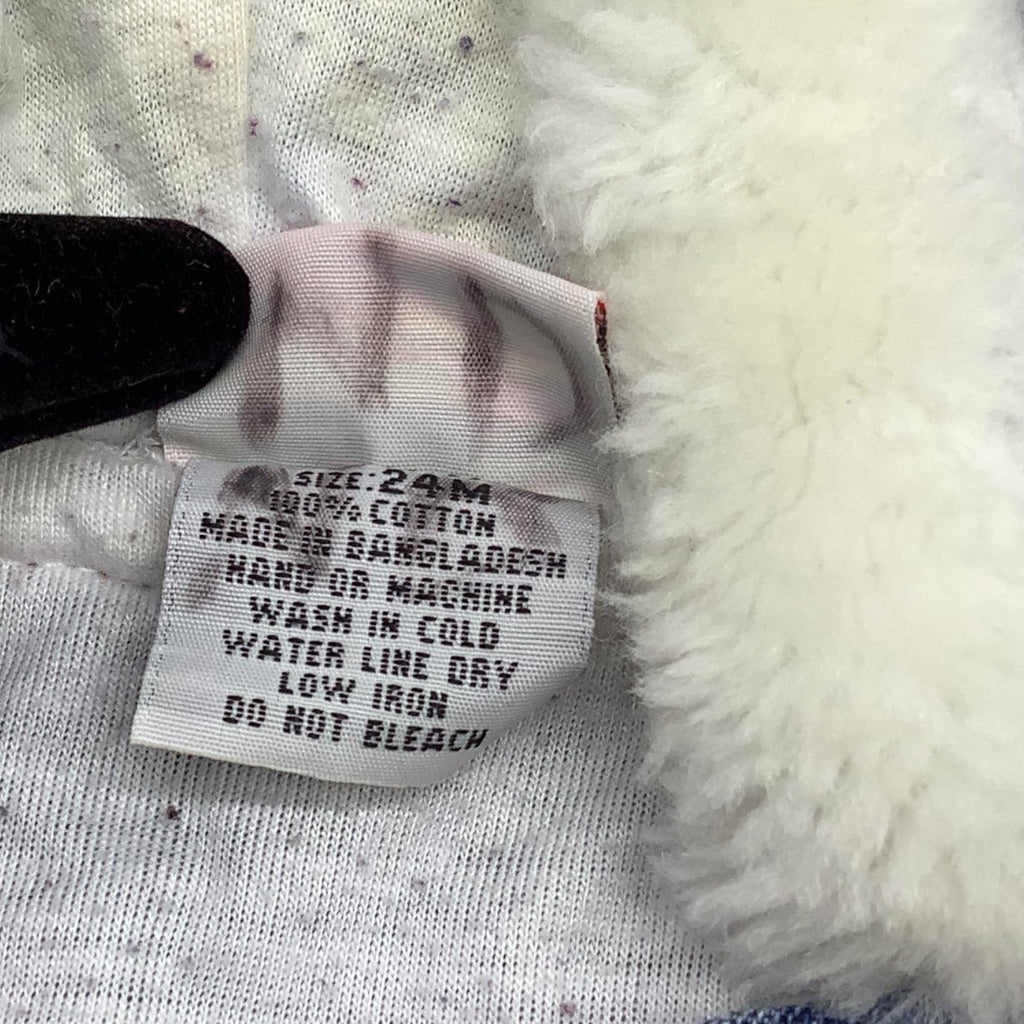 SIZE: 24M
100% COTTON
MADE IN BANGLADESH
HAND OR MACHINE
WASH IN COLD
WATER LINE DRY
LOW IRON
DO NOT BLEACH